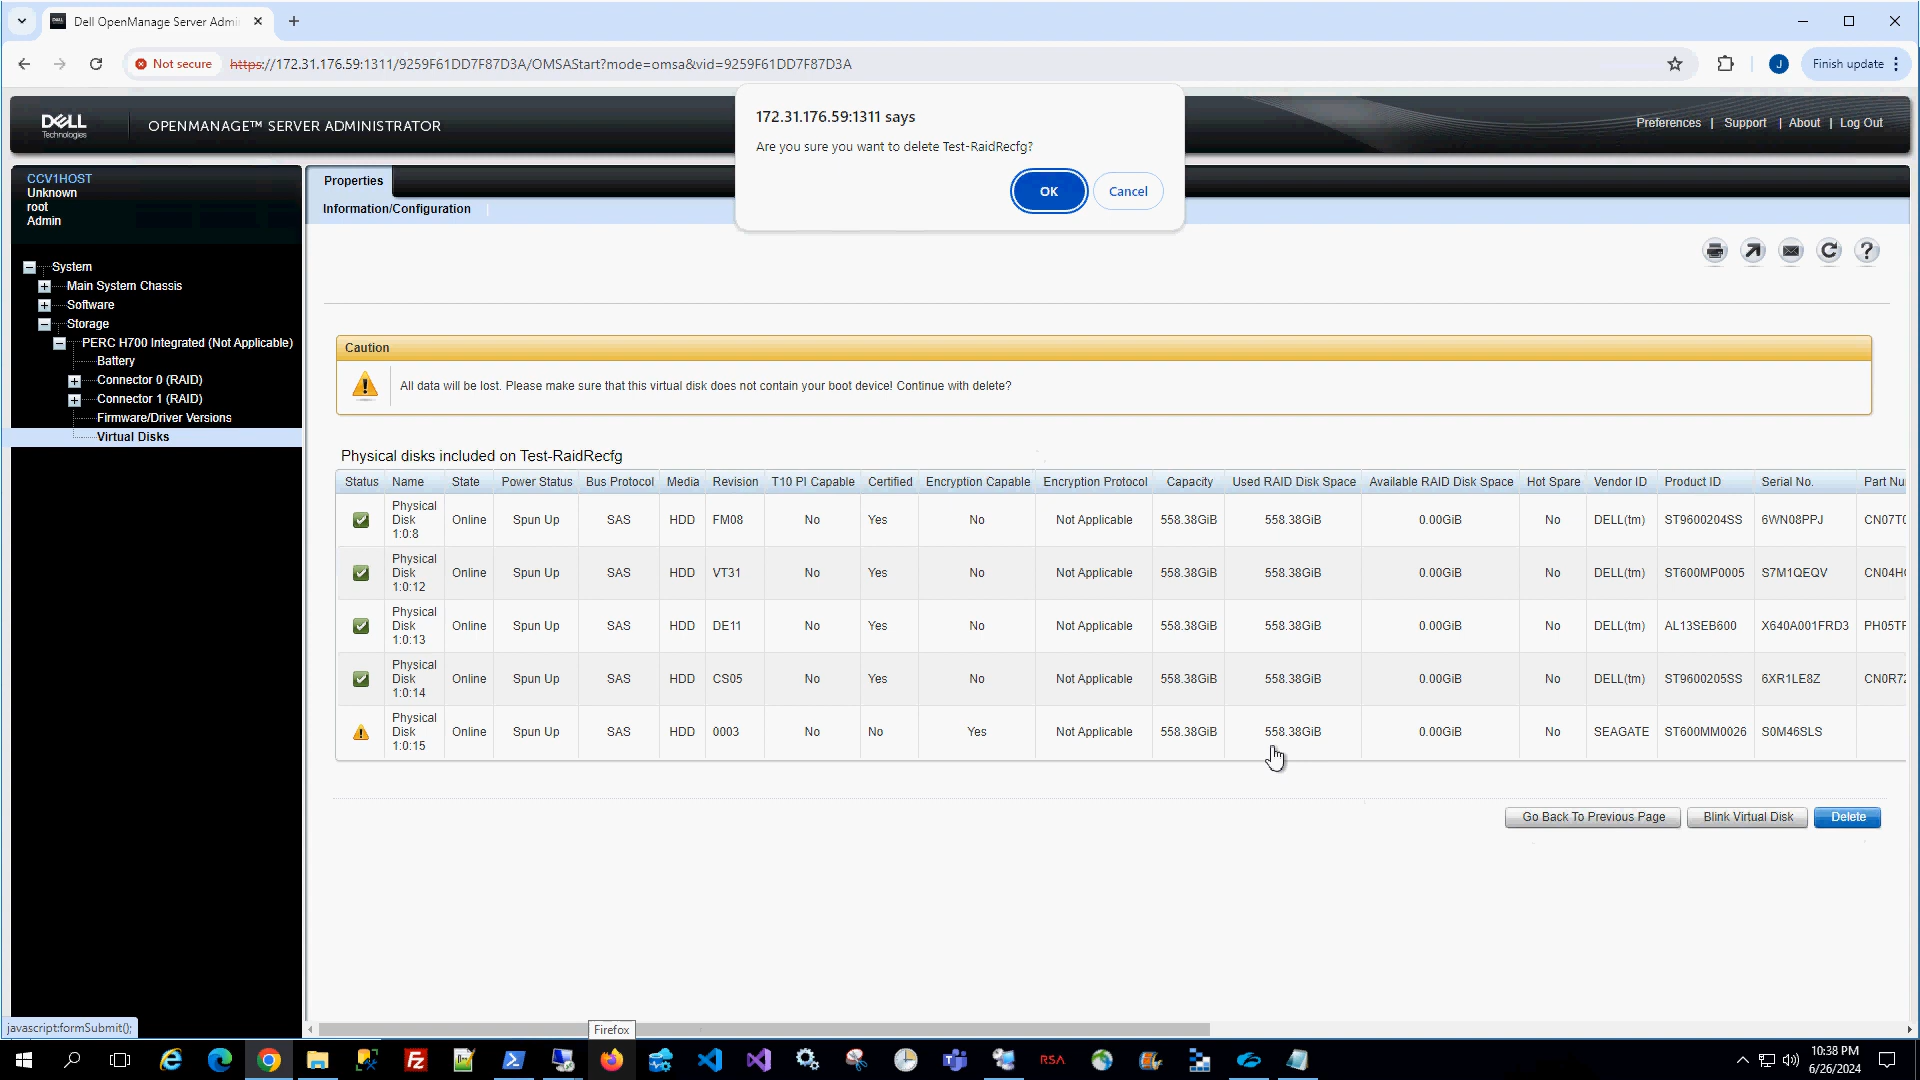 Dell OpenManage Server Admi
Not secure
https://172.31.176.59:1311/9259F61DD7F87D3A/OMSAStart?mode=omsa&vid=9259F61DD7F87D3A
J
Finish update
172.31.176.59:1311 says
Are you sure you want to delete Test-RaidRecfg?
OK
Cancel
DELL
Technologies
OPENMANAGE™ SERVER ADMINISTRATOR
Preferences | Support | About | Log Out
CCV1HOST
Unknown
root
Admin
Properties
Information/Configuration
System
Main System Chassis
Software
Storage
PERC H700 Integrated (Not Applicable)
Battery
Connector 0 (RAID)
Connector 1 (RAID)
Firmware/Driver Versions
Virtual Disks
Caution
All data will be lost. Please make sure that this virtual disk does not contain your boot device! Continue with delete?
Physical disks included on Test-RaidRecfg
Status Name State Power Status Bus Protocol Media Revision T10 PI Capable Certified Encryption Capable Encryption Protocol Capacity Used RAID Disk Space Available RAID Disk Space Hot Spare Vendor ID Product ID Serial No. Part Nu
Physical Disk 1:0:8 Online Spun Up SAS HDD FM08 No Yes No Not Applicable 558.38GiB 558.38GiB 0.00GiB No DELL(tm) ST9600204SS 6WN08PPJ CN07T0
Physical Disk 1:0:12 Online Spun Up SAS HDD VT31 No Yes No Not Applicable 558.38GiB 558.38GiB 0.00GiB No DELL(tm) ST600MP0005 S7M1QEQV CN04H
Physical Disk 1:0:13 Online Spun Up SAS HDD DE11 No Yes No Not Applicable 558.38GiB 558.38GiB 0.00GiB No DELL(tm) AL13SEB600 X640A001FRD3 PH05TF
Physical Disk 1:0:14 Online Spun Up SAS HDD CS05 No Yes No Not Applicable 558.38GiB 558.38GiB 0.00GiB No DELL(tm) ST9600205SS 6XR1LE8Z CN0R72
Physical Disk 1:0:15 Online Spun Up SAS HDD 0003 No No Yes Not Applicable 558.38GiB 558.38GiB 0.00GiB No SEAGATE ST600MM0026 S0M46SLS
Go Back To Previous Page
Blink Virtual Disk
Delete
javascript:formSubmit();
Firefox
RSA
10:38 PM
6/26/2024